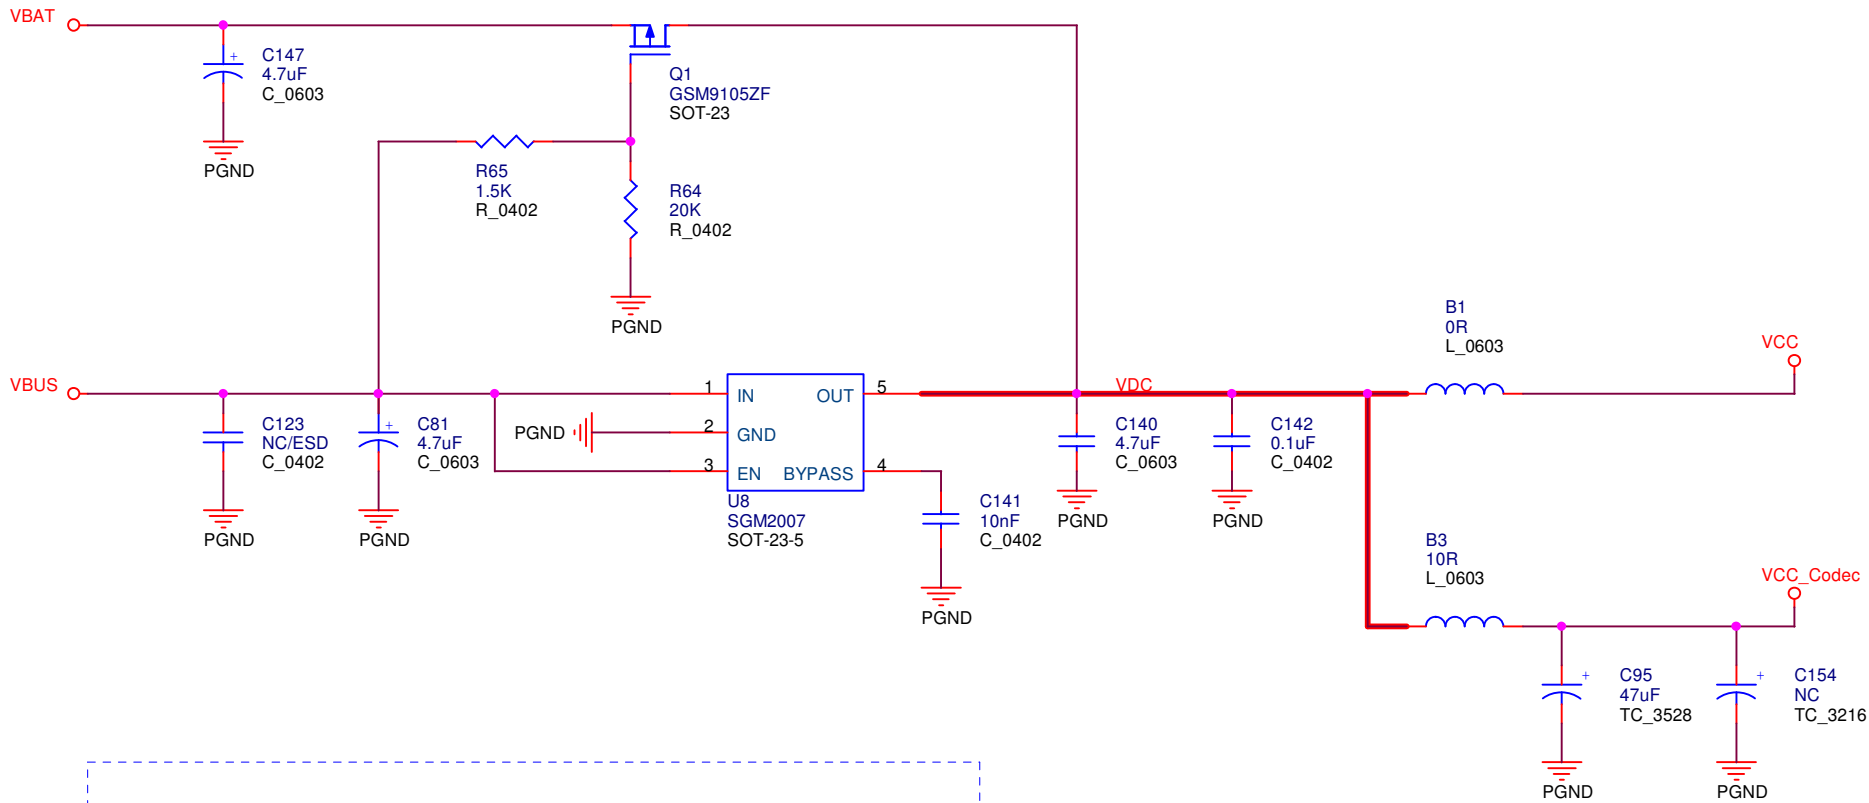 VBAT
C147
4.7uF
C_0603
PGND
Q1
GSM9105ZF
SOT-23
R65
1.5K
R_0402
R64
20K
R_0402
PGND
VBUS
C123
NC/ESD
C_0402
PGND
+
C81
4.7uF
C_0603
PGND
PGND
1
2
3
IN
GND
EN
OUT
BYPASS
5
4
U8
SGM2007
SOT-23-5
C141
10nF
C_0402
PGND
VDC
C140
4.7uF
C_0603
PGND
C142
0.1uF
C_0402
PGND
B1
0R
L_0603
VCC
B3
10R
L_0603
VCC_Codec
+
C95
47uF
TC_3528
PGND
+
C154
NC
TC_3216
PGND
+